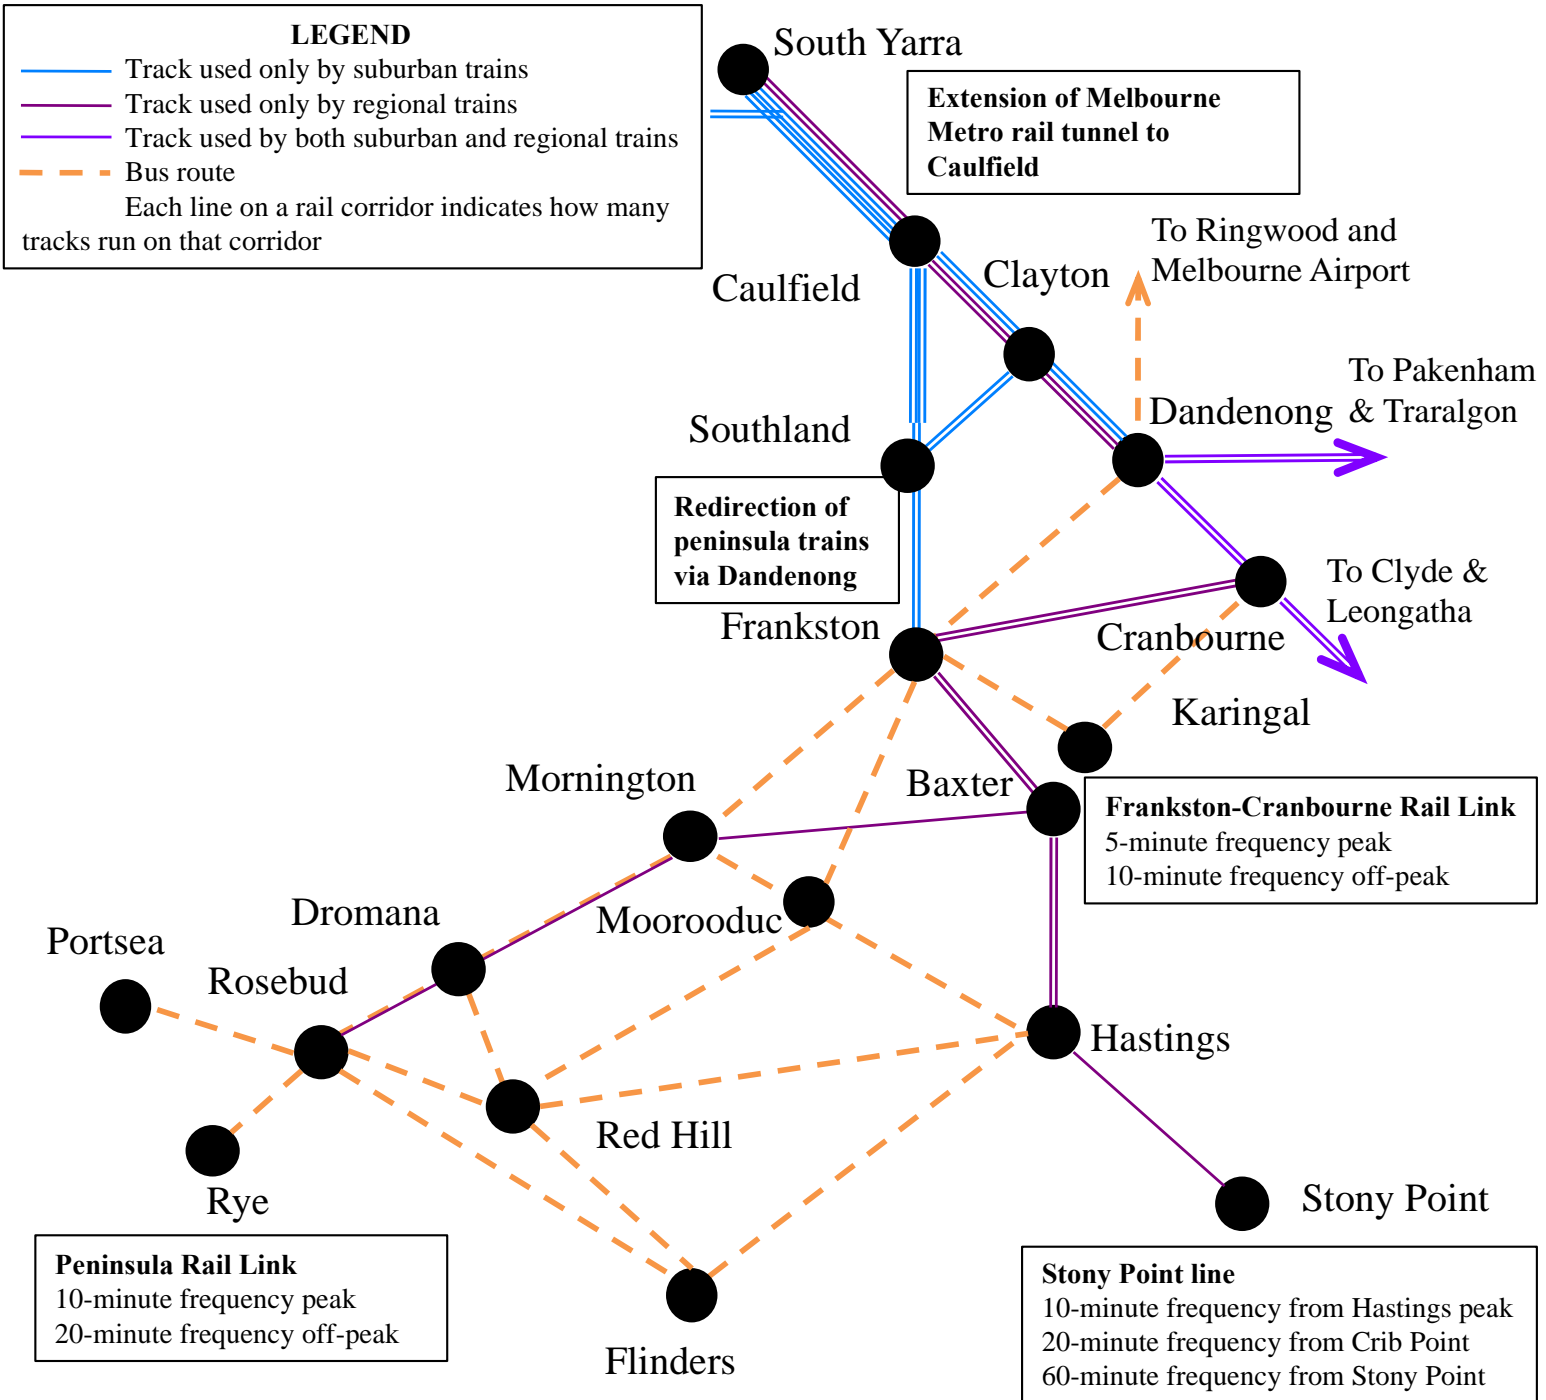 LEGEND
Track used only by suburban trains
Track used only by regional trains
Track used by both suburban and regional trains
Bus route
Each line on a rail corridor indicates how many
tracks run on that corridor
South Yarra
Extension of Melbourne
Metro rail tunnel to
Caulfield
To Ringwood and
Melbourne Airport
Caulfield
Clayton
To Pakenham
& Traralgon
Dandenong
Southland
Redirection of
peninsula trains
via Dandenong
To Clyde &
Leongatha
Frankston
Cranbourne
Karingal
Mornington
Baxter
Frankston-Cranbourne Rail Link
5-minute frequency peak
10-minute frequency off-peak
Dromana
Moorooduc
Portsea
Rosebud
Hastings
Red Hill
Rye
Stony Point
Peninsula Rail Link
10-minute frequency peak
20-minute frequency off-peak
Stony Point line
10-minute frequency from Hastings peak
20-minute frequency from Crib Point
60-minute frequency from Stony Point
Flinders